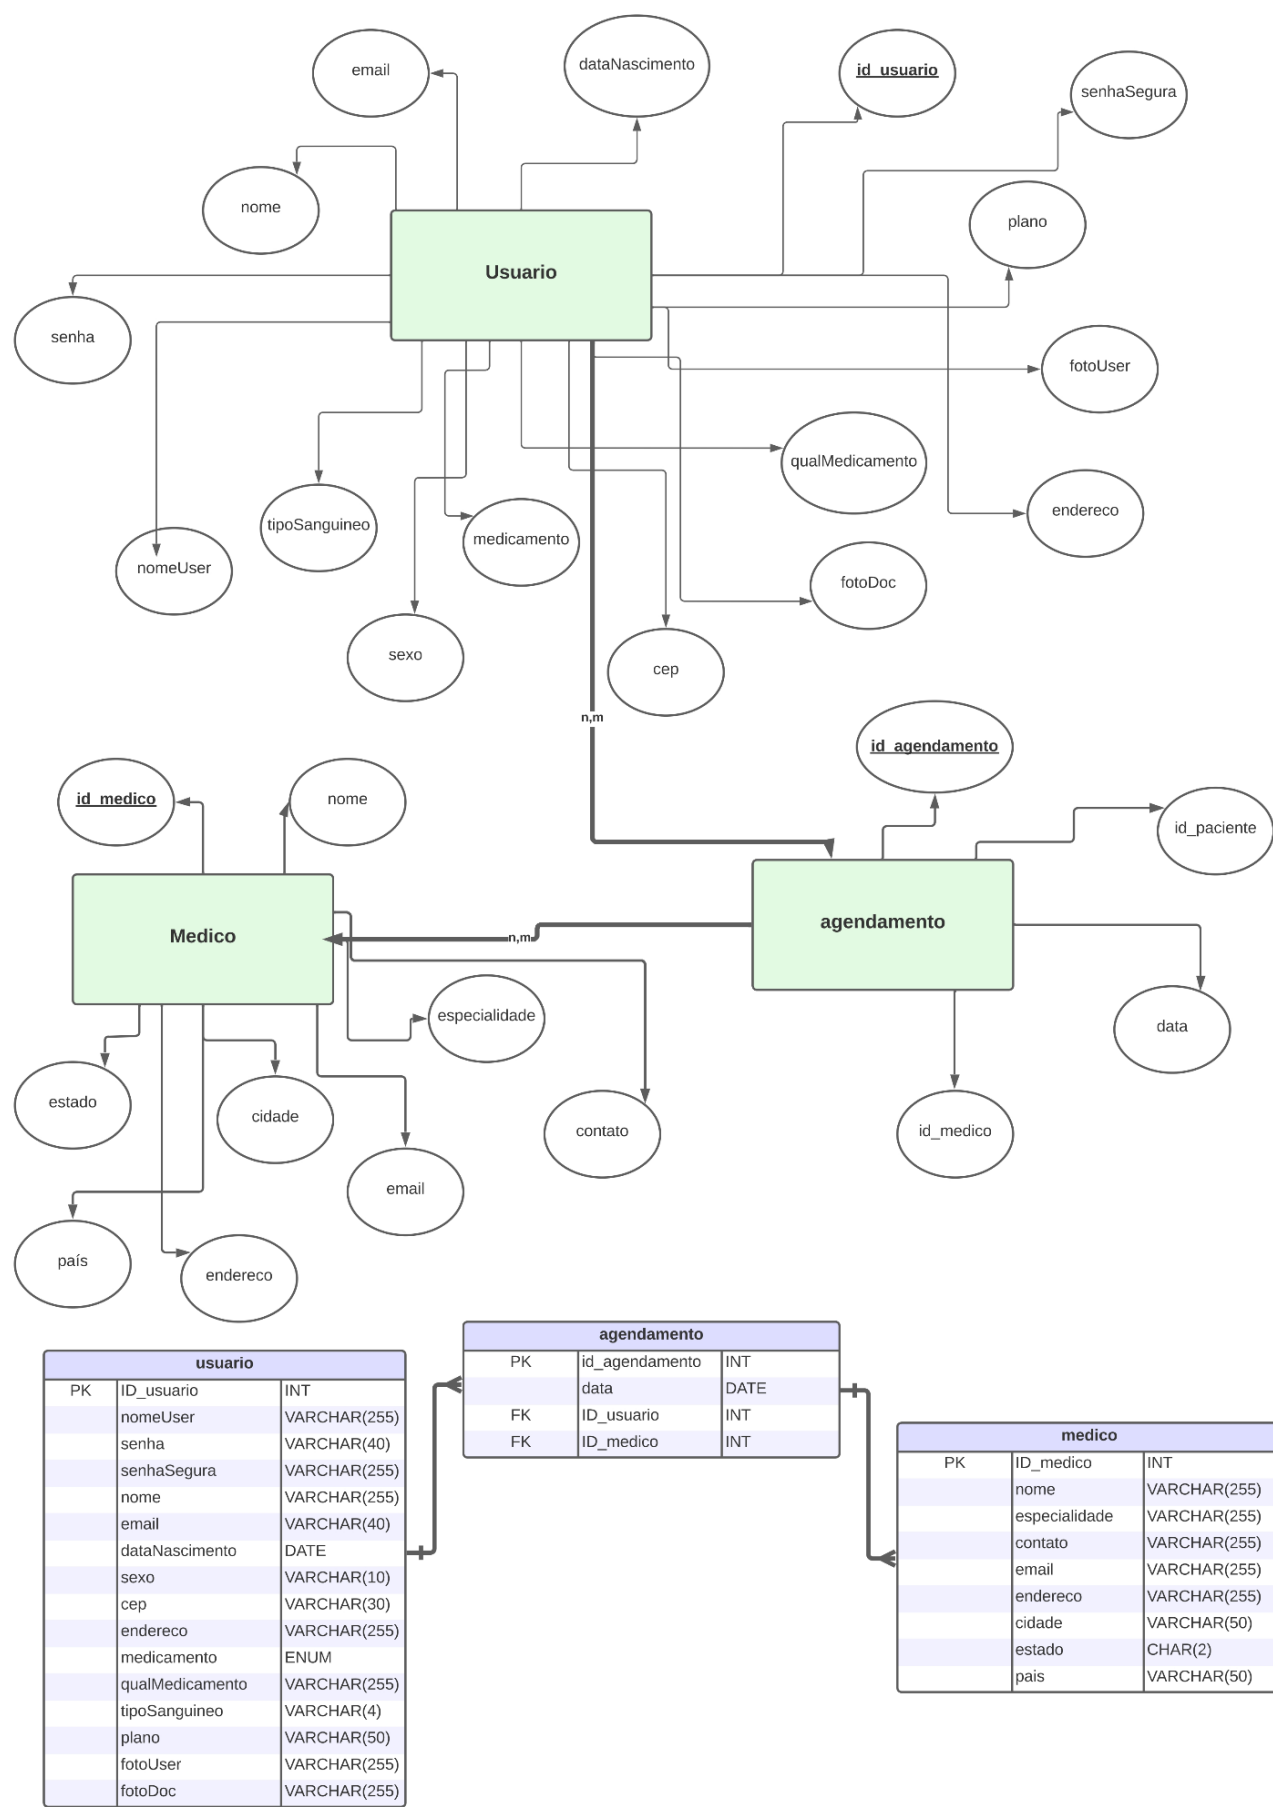 email
dataNascimento
id_usuario
senhaSegura
nome
plano
Usuario
senha
fotoUser
qualMedicamento
tipoSanguineo
medicamento
endereco
nomeUser
fotoDoc
sexo
cep
n,m
id_agendamento
id_medico
nome
id_paciente
Medico
n,m
agendamento
especialidade
data
estado
cidade
contato
id_medico
email
país
endereco
agendamento
PK id_agendamento INT
data DATE
FK ID_usuario INT
FK ID_medico INT
usuario
PK ID_usuario INT
nomeUser VARCHAR(255)
senha VARCHAR(40)
senhaSegura VARCHAR(255)
nome VARCHAR(255)
email VARCHAR(40)
dataNascimento DATE
sexo VARCHAR(10)
cep VARCHAR(30)
endereco VARCHAR(255)
medicamento ENUM
qualMedicamento VARCHAR(255)
tipoSanguineo VARCHAR(4)
plano VARCHAR(50)
fotoUser VARCHAR(255)
fotoDoc VARCHAR(255)
medico
PK ID_medico INT
nome VARCHAR(255)
especialidade VARCHAR(255)
contato VARCHAR(255)
email VARCHAR(255)
endereco VARCHAR(255)
cidade VARCHAR(50)
estado CHAR(2)
pais VARCHAR(50)